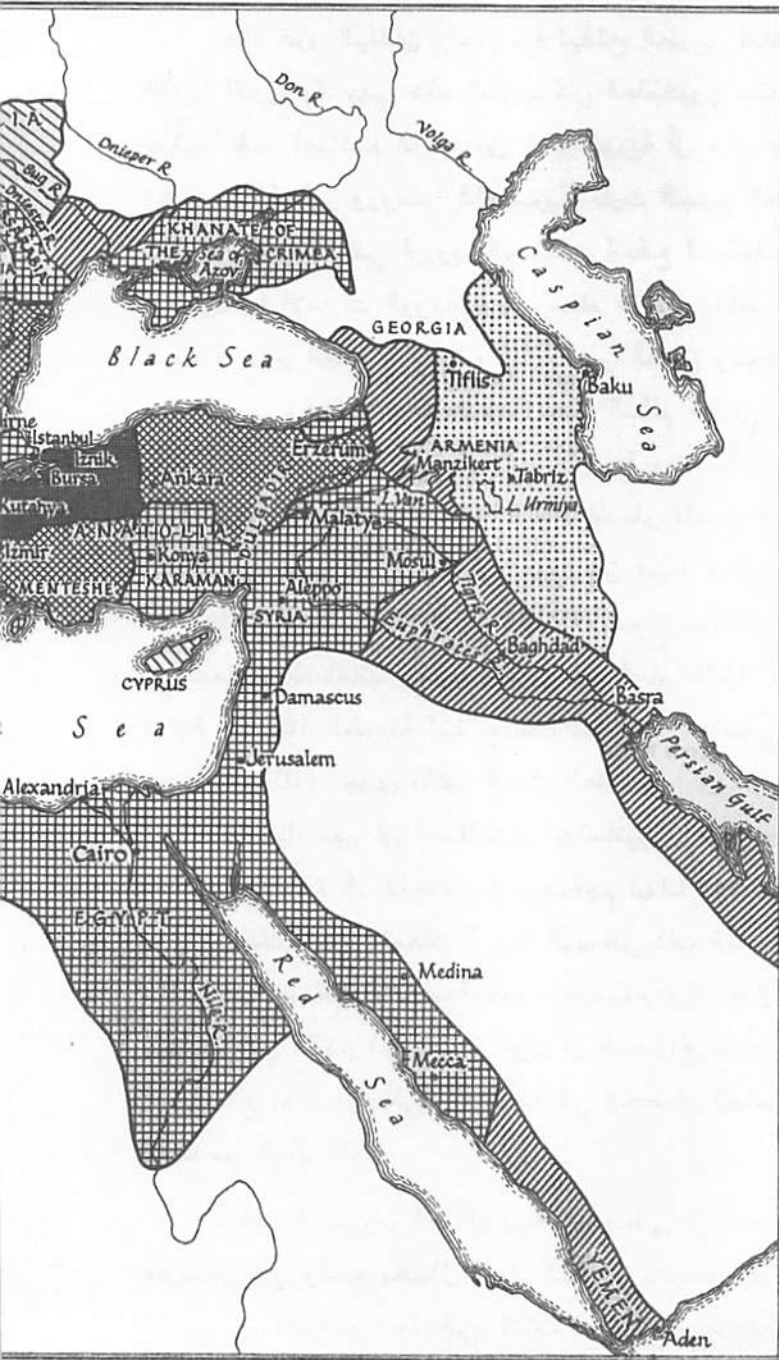 Don R.
Volga R.
I.A.
Dnieper R.
Bug R.
Dniester R.
KHANATE OF
THE CRIMEA
Sea of
Azov
Caspian
Sea
GEORGIA
Black Sea
Tiflis
Baku
Istanbul
Iznik
Bursa
Erzerum
ARMENIA
Manzikert
Ankara
Tabriz
Kutahya
DULGADIR
L. Van
L. Urmiya
Malatya
ANATOLIA
Izmir
Konya
Mosul
MENTESHE
KARAMAN
Aleppo
Tigris R.
SYRIA
Euphrates R.
Baghdad
CYPRUS
Damascus
Basra
Sea
Jerusalem
Persian Gulf
Alexandria
Cairo
EGYPT
Red
Sea
Medina
Nile R.
Mecca
YEMEN
Aden